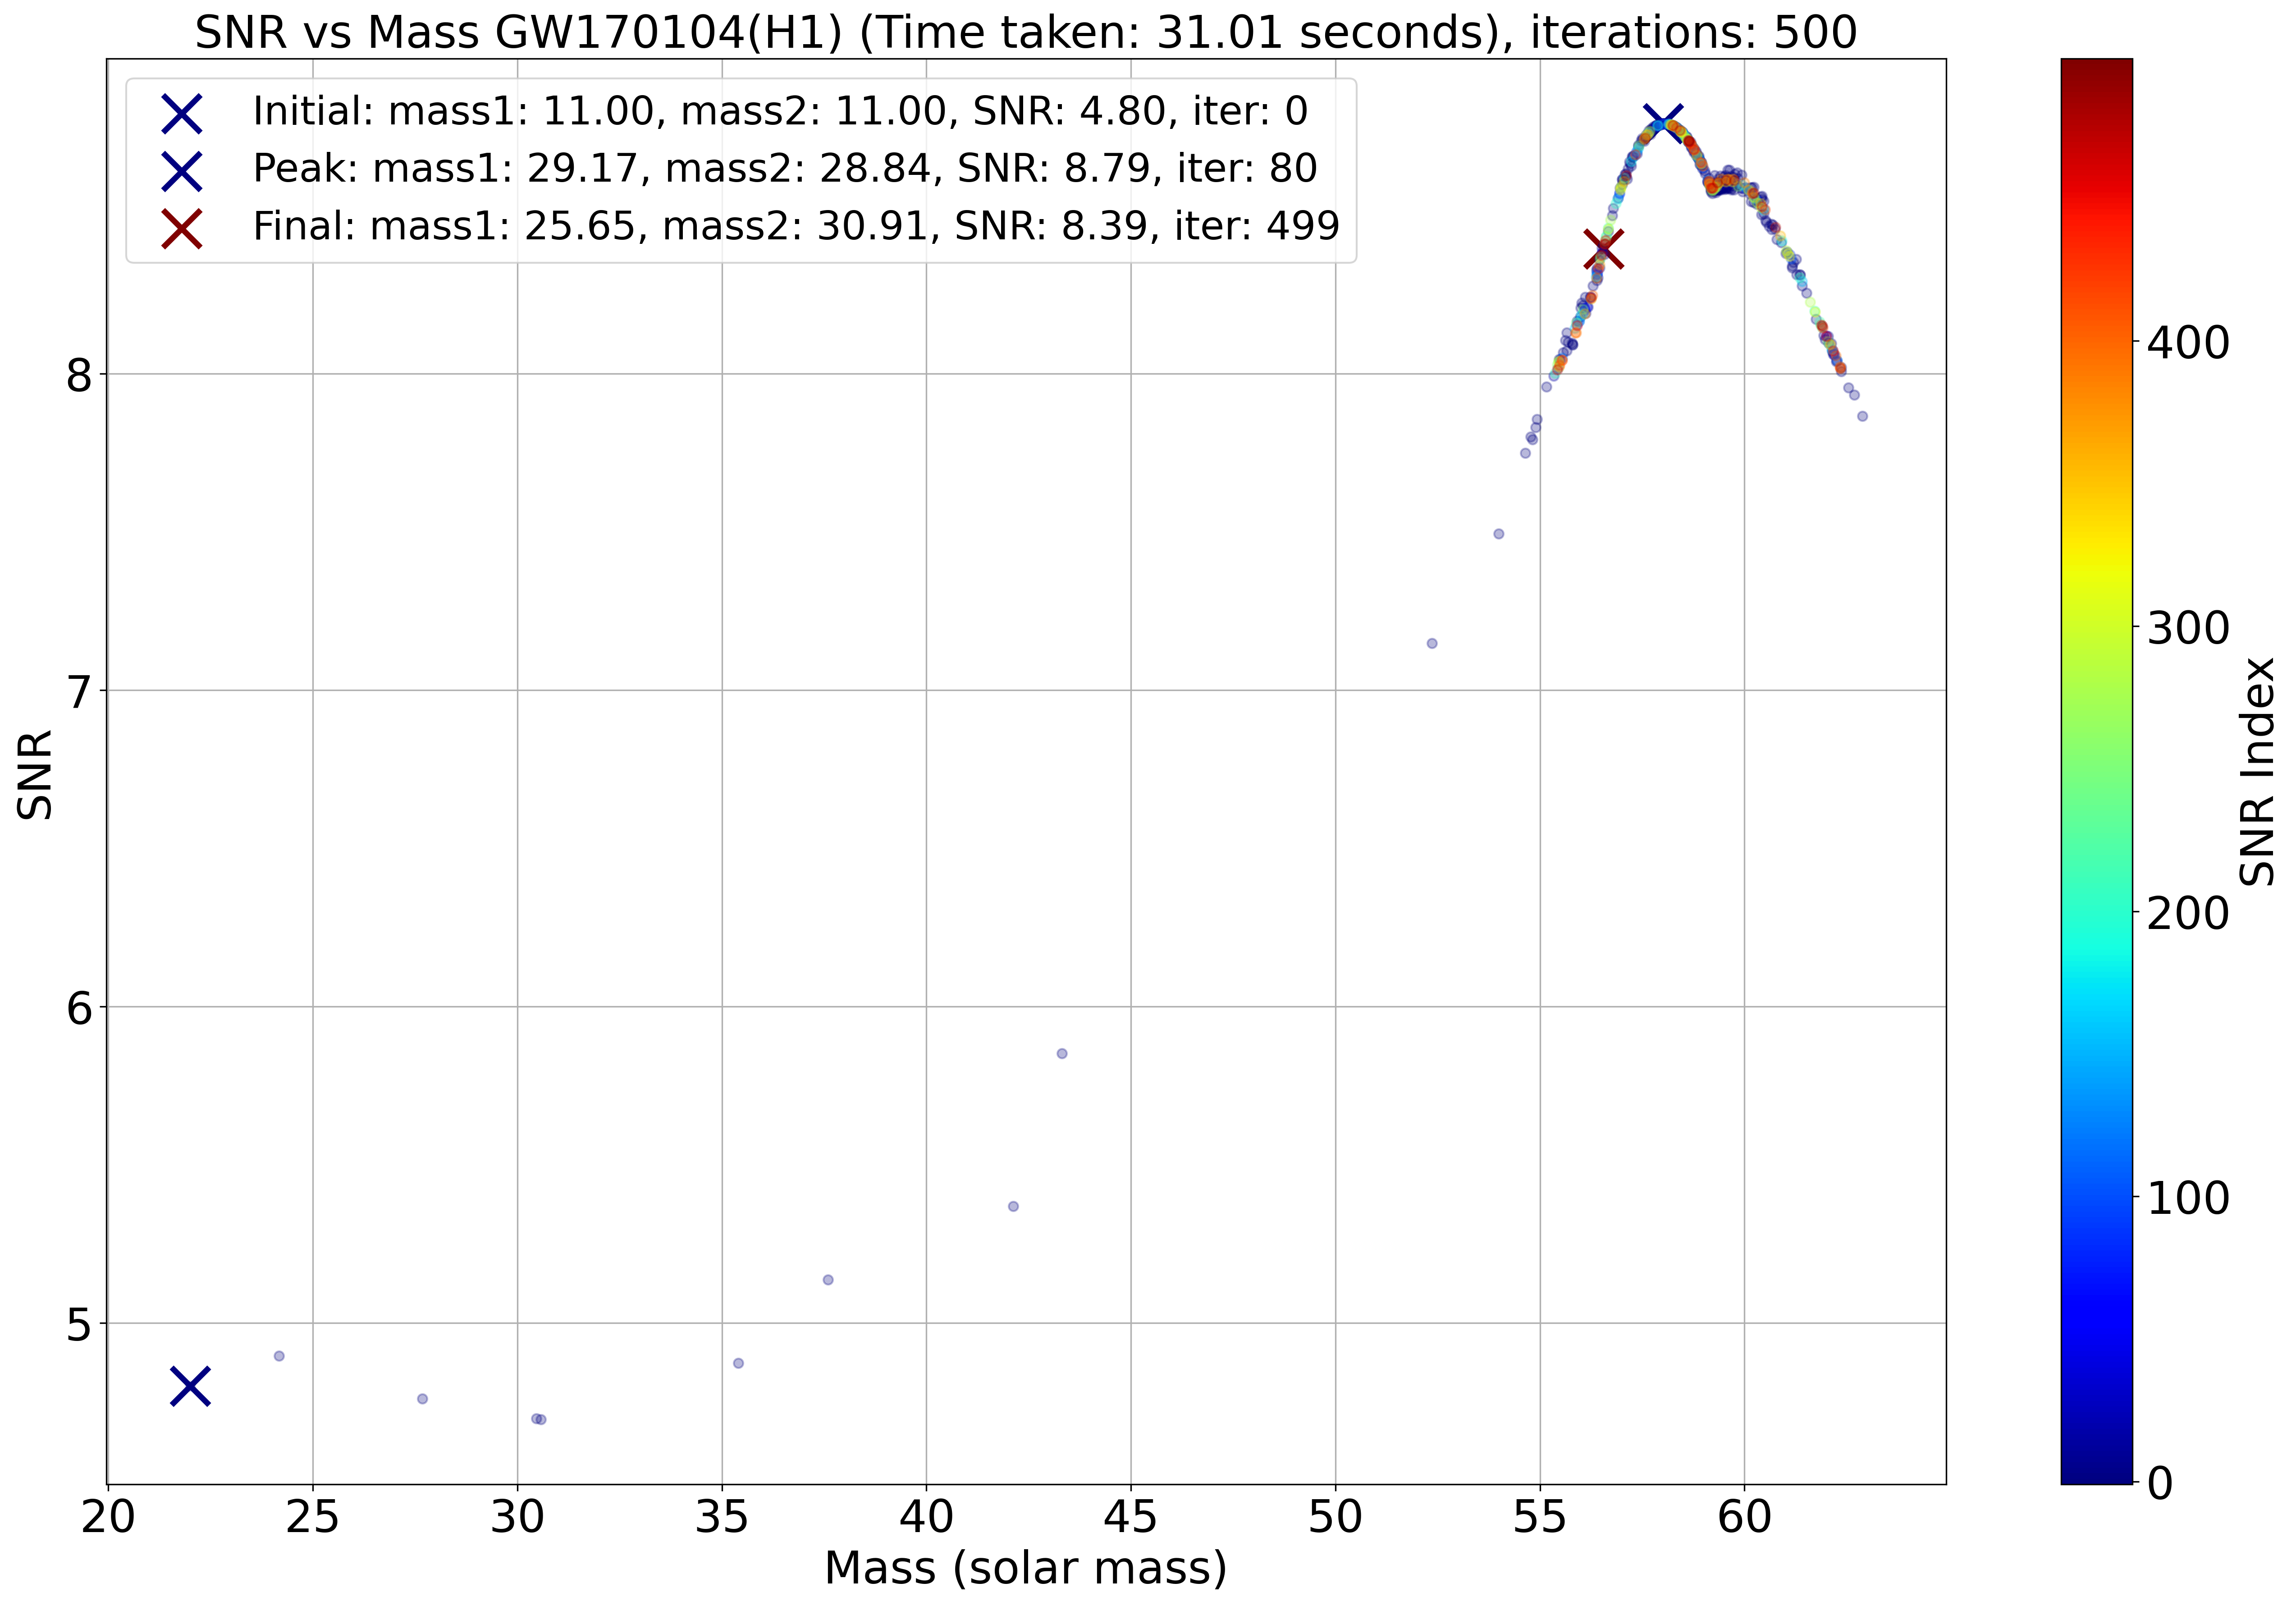 SNR vs Mass GW170104(H1) (Time taken: 31.01 seconds), iterations: 500
Initial: mass1: 11.00, mass2: 11.00, SNR: 4.80, iter: 0
Peak: mass1: 29.17, mass2: 28.84, SNR: 8.79, iter: 80
Final: mass1: 25.65, mass2: 30.91, SNR: 8.39, iter: 499
8
7
6
5
SNR
20 25 30 35 40 45 50 55 60
Mass (solar mass)
400
300
200
100
0
SNR Index